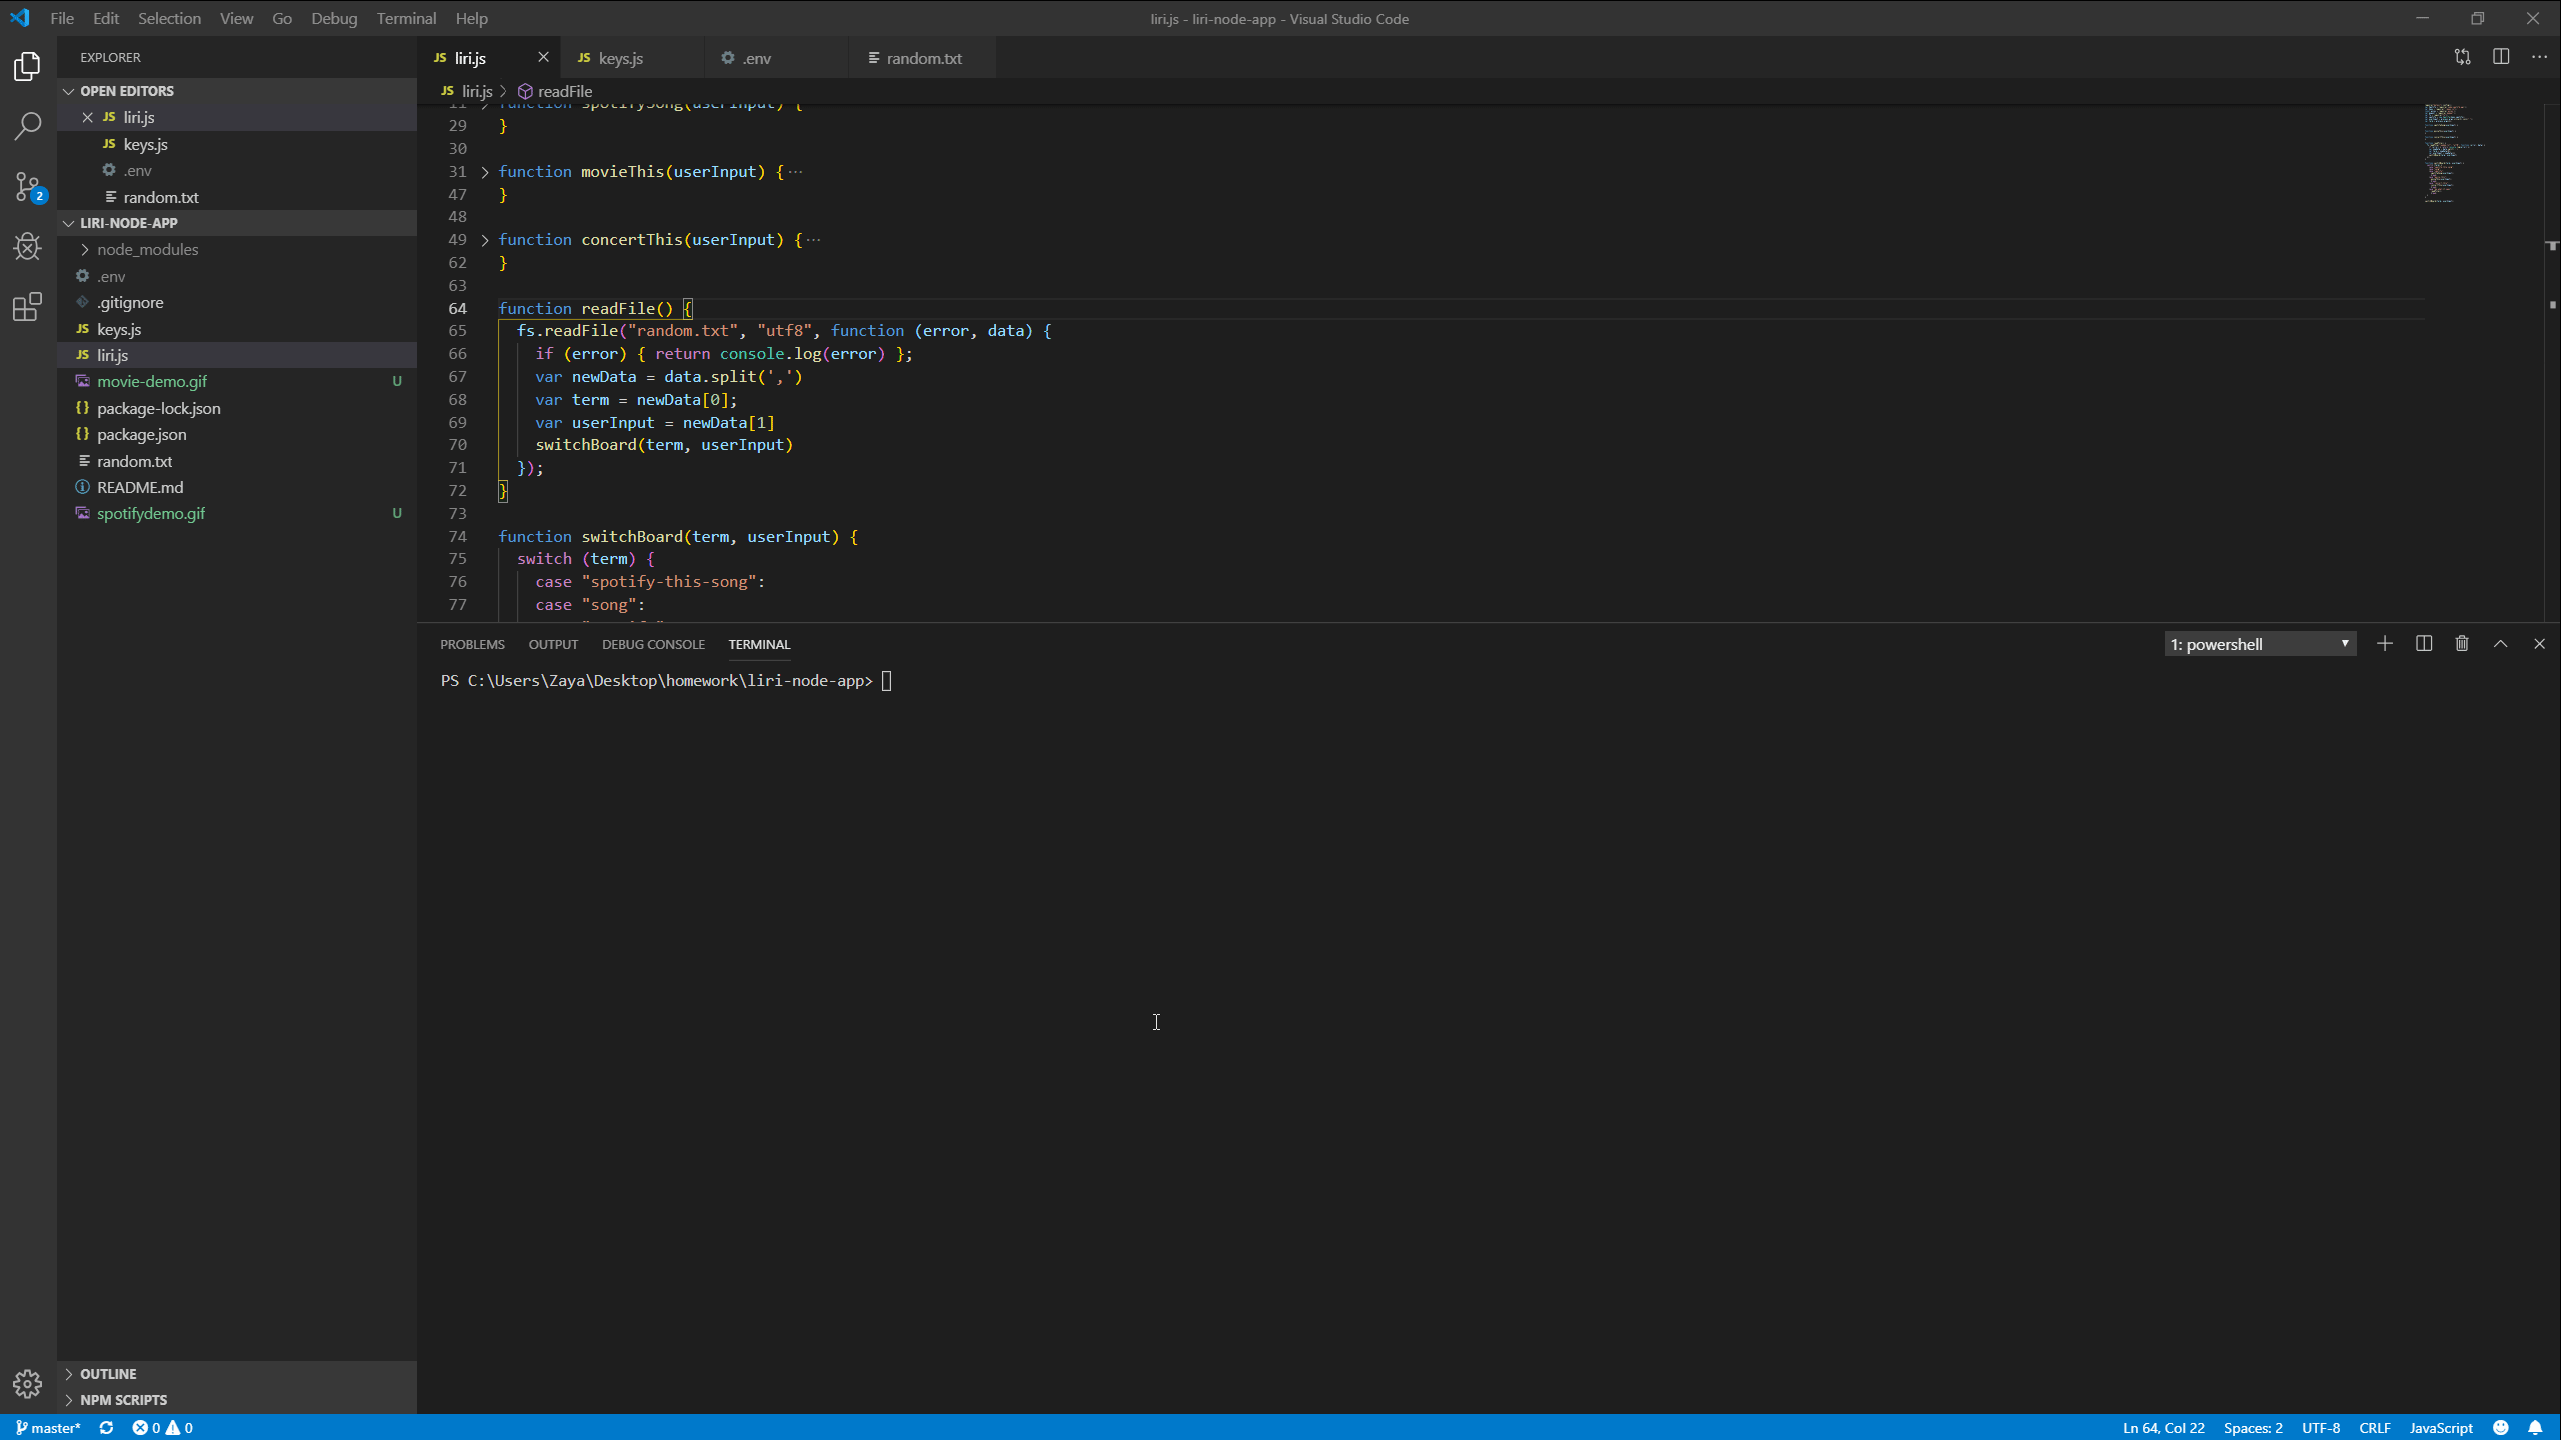 File Edit Selection View Go Debug Terminal Help
liri.js - liri-node-app - Visual Studio Code
EXPLORER
OPEN EDITORS
JS liri.js
JS keys.js
.env
random.txt
LIRI-NODE-APP
node_modules
.env
.gitignore
JS keys.js
JS liri.js
movie-demo.gif U
{} package-lock.json
{} package.json
random.txt
README.md
spotifydemo.gif U
OUTLINE
NPM SCRIPTS
2
JS liri.js
JS keys.js
.env
random.txt
JS liri.js > readFile
11 function spotifySong(userInput) {
29 }
30
31 function movieThis(userInput) {···
47 }
48
49 function concertThis(userInput) {···
62 }
63
64 function readFile() {
65 fs.readFile("random.txt", "utf8", function (error, data) {
66 if (error) { return console.log(error) };
67 var newData = data.split(',')
68 var term = newData[0];
69 var userInput = newData[1]
70 switchBoard(term, userInput)
71 });
72 }
73
74 function switchBoard(term, userInput) {
75 switch (term) {
76 case "spotify-this-song":
77 case "song":
PROBLEMS OUTPUT DEBUG CONSOLE TERMINAL
1: powershell
PS C:\Users\Zaya\Desktop\homework\liri-node-app>
master* 0 0
Ln 64, Col 22 Spaces: 2 UTF-8 CRLF JavaScript